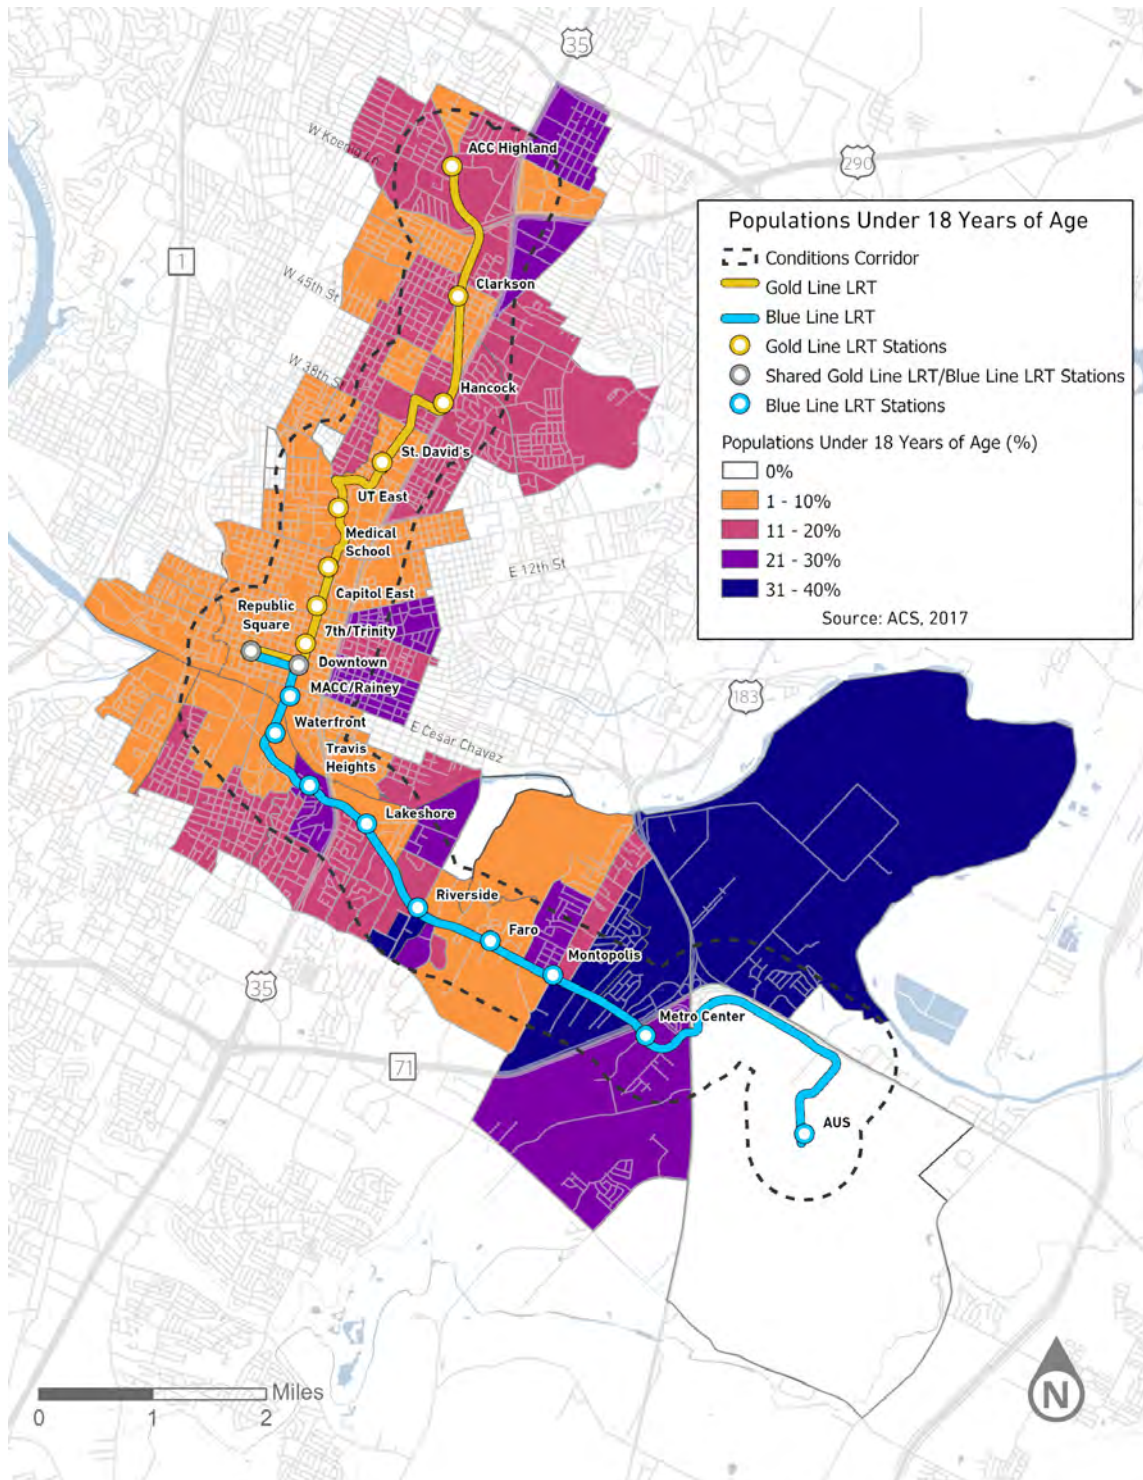 35
W Koenig Ln
ACC Highland
290
1
W 45th St
Clarkson
W 38th St
Hancock
St. David's
UT East
Medical
School
E 12th St
Capitol East
Republic
Square
7th/Trinity
Downtown
MACC/Rainey
183
Waterfront
E Cesar Chavez
Travis
Heights
Lakeshore
Riverside
Faro
Montopolis
35
Metro Center
71
AUS
Populations Under 18 Years of Age
Conditions Corridor
Gold Line LRT
Blue Line LRT
Gold Line LRT Stations
Shared Gold Line LRT/Blue Line LRT Stations
Blue Line LRT Stations
Populations Under 18 Years of Age (%)
0%
1 - 10%
11 - 20%
21 - 30%
31 - 40%
Source: ACS, 2017
Miles
0 1 2
N